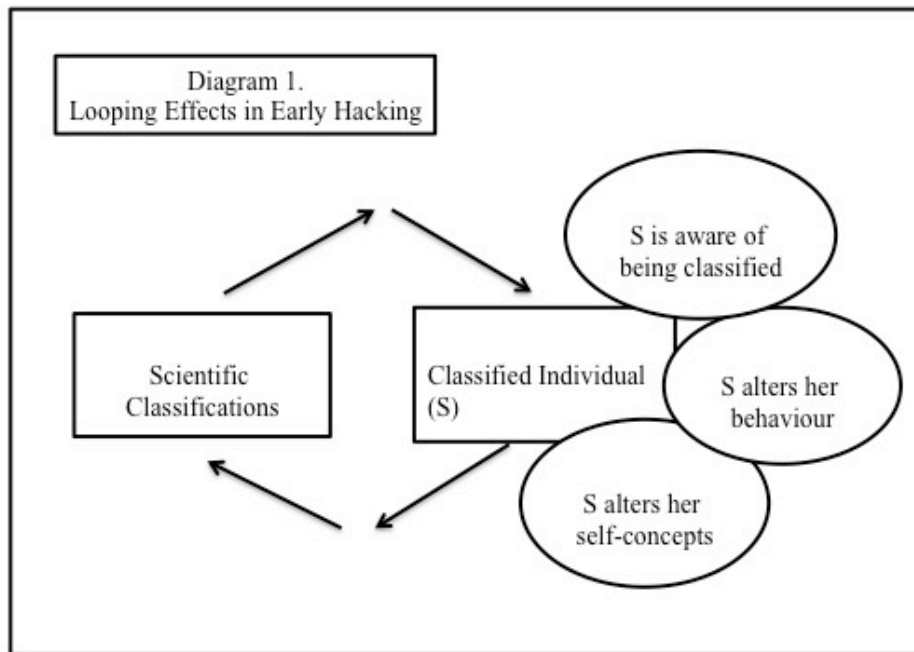 Diagram 1.
Looping Effects in Early Hacking
S is aware of
being classified
Scientific
Classifications
Classified Individual
(S)
S alters her
behaviour
S alters her
self-concepts